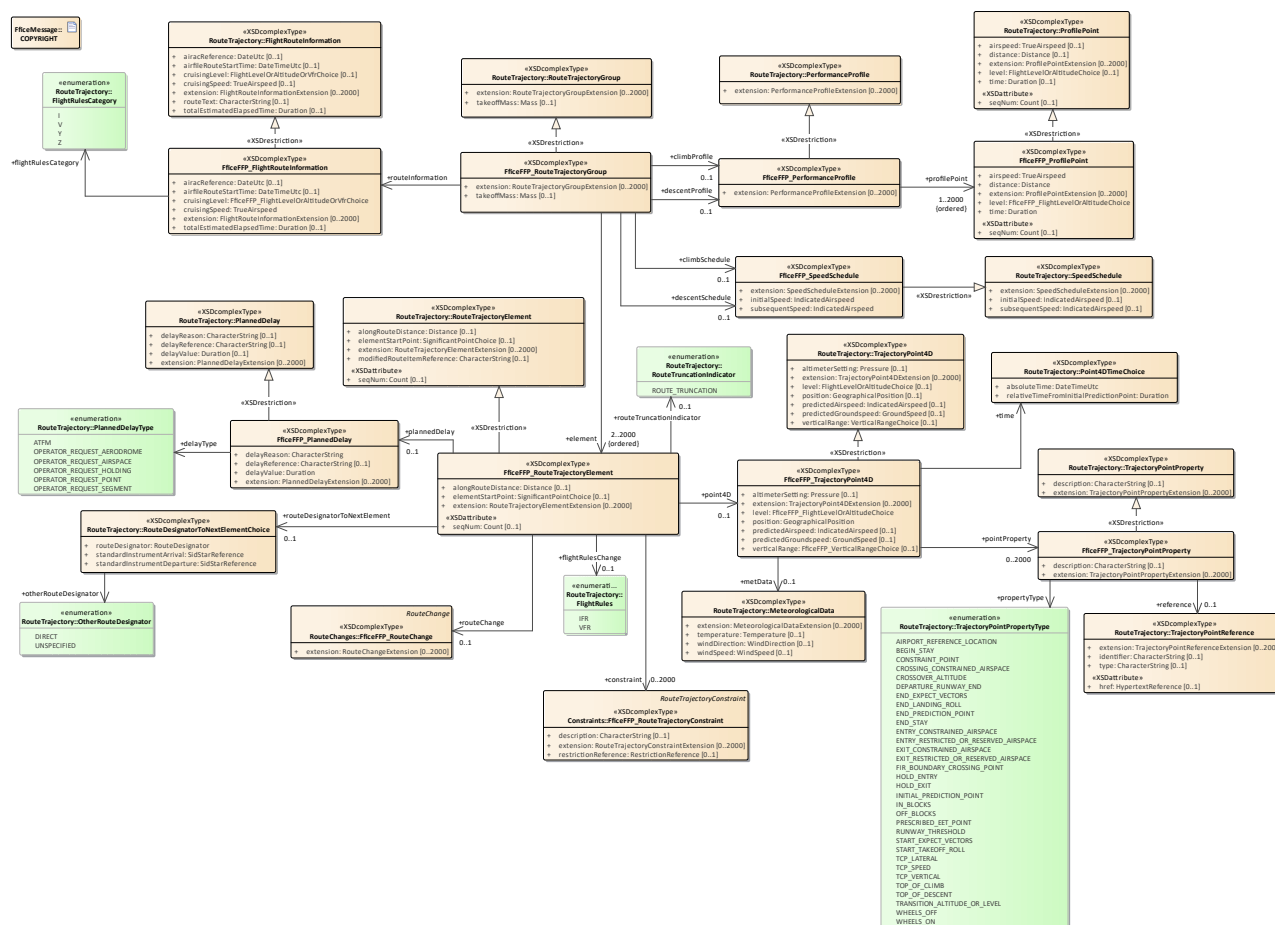 FficeMessage::
COPYRIGHT
«enumeration»
RouteTrajectory::
FlightRulesCategory
I
V
Y
Z
+flightRulesCategory
«XSDcomplexType»
RouteTrajectory::FlightRouteInformation
+ airacReference: DateUtc [0..1]
+ airfileRouteStartTime: DateTimeUtc [0..1]
+ cruisingLevel: FlightLevelOrAltitudeOrVfrChoice [0..1]
+ cruisingSpeed: TrueAirspeed [0..1]
+ extension: FlightRouteInformationExtension [0..2000]
+ routeText: CharacterString [0..1]
+ totalEstimatedElapsedTime: Duration [0..1]
«XSDrestriction»
«XSDcomplexType»
FficeFFP_FlightRouteInformation
+ airacReference: DateUtc [0..1]
+ airfileRouteStartTime: DateTimeUtc [0..1]
+ cruisingLevel: FficeFFP_FlightLevelOrAltitudeOrVfrChoice
+ cruisingSpeed: TrueAirspeed
+ extension: FlightRouteInformationExtension [0..2000]
+ totalEstimatedElapsedTime: Duration [0..1]
+routeInformation
«XSDcomplexType»
RouteTrajectory::RouteTrajectoryGroup
+ extension: RouteTrajectoryGroupExtension [0..2000]
+ takeoffMass: Mass [0..1]
«XSDrestriction»
«XSDcomplexType»
FficeFFP_RouteTrajectoryGroup
+ extension: RouteTrajectoryGroupExtension [0..2000]
+ takeoffMass: Mass [0..1]
+climbProfile
0..1
+descentProfile
0..1
«XSDcomplexType»
RouteTrajectory::PerformanceProfile
+ extension: PerformanceProfileExtension [0..2000]
«XSDrestriction»
«XSDcomplexType»
FficeFFP_PerformanceProfile
+ extension: PerformanceProfileExtension [0..2000]
+profilePoint
1..2000
{ordered}
«XSDcomplexType»
RouteTrajectory::ProfilePoint
+ airspeed: TrueAirspeed [0..1]
+ distance: Distance [0..1]
+ extension: ProfilePointExtension [0..2000]
+ level: FlightLevelOrAltitudeChoice [0..1]
+ time: Duration [0..1]
«XSDattribute»
+ seqNum: Count [0..1]
«XSDrestriction»
«XSDcomplexType»
FficeFFP_ProfilePoint
+ airspeed: TrueAirspeed
+ distance: Distance
+ extension: ProfilePointExtension [0..2000]
+ level: FficeFFP_FlightLevelOrAltitudeChoice
+ time: Duration
«XSDattribute»
+ seqNum: Count [0..1]
+climbSchedule
0..1
+descentSchedule
0..1
«XSDcomplexType»
FficeFFP_SpeedSchedule
+ extension: SpeedScheduleExtension [0..2000]
+ initialSpeed: IndicatedAirspeed
+ subsequentSpeed: IndicatedAirspeed
«XSDrestriction»
«XSDcomplexType»
RouteTrajectory::SpeedSchedule
+ extension: SpeedScheduleExtension [0..2000]
+ initialSpeed: IndicatedAirspeed [0..1]
+ subsequentSpeed: IndicatedAirspeed [0..1]
«XSDcomplexType»
RouteTrajectory::PlannedDelay
+ delayReason: CharacterString [0..1]
+ delayReference: CharacterString [0..1]
+ delayValue: Duration [0..1]
+ extension: PlannedDelayExtension [0..2000]
«XSDrestriction»
«XSDcomplexType»
RouteTrajectory::RouteTrajectoryElement
+ alongRouteDistance: Distance [0..1]
+ elementStartPoint: SignificantPointChoice [0..1]
+ extension: RouteTrajectoryElementExtension [0..2000]
+ modifiedRouteItemReference: CharacterString [0..1]
«XSDattribute»
+ seqNum: Count [0..1]
«XSDrestriction»
+element
2..2000
{ordered}
«enumeration»
RouteTrajectory::
RouteTruncationIndicator
ROUTE_TRUNCATION
0..1
+routeTruncationIndicator
«XSDcomplexType»
RouteTrajectory::TrajectoryPoint4D
+ altimeterSetting: Pressure [0..1]
+ extension: TrajectoryPoint4DExtension [0..2000]
+ level: FlightLevelOrAltitudeChoice [0..1]
+ position: GeographicalPosition [0..1]
+ predictedAirspeed: IndicatedAirspeed [0..1]
+ predictedGroundspeed: GroundSpeed [0..1]
+ verticalRange: VerticalRangeChoice [0..1]
«XSDrestriction»
«XSDcomplexType»
RouteTrajectory::Point4DTimeChoice
+ absoluteTime: DateTimeUtc
+ relativeTimeFromInitialPredictionPoint: Duration
+time
«enumeration»
RouteTrajectory::PlannedDelayType
ATFM
OPERATOR_REQUEST_AERODROME
OPERATOR_REQUEST_AIRSPACE
OPERATOR_REQUEST_HOLDING
OPERATOR_REQUEST_POINT
OPERATOR_REQUEST_SEGMENT
+delayType
«XSDcomplexType»
FficeFFP_PlannedDelay
+ delayReason: CharacterString
+ delayReference: CharacterString [0..1]
+ delayValue: Duration
+ extension: PlannedDelayExtension [0..2000]
+plannedDelay
0..1
«XSDcomplexType»
FficeFFP_RouteTrajectoryElement
+ alongRouteDistance: Distance [0..1]
+ elementStartPoint: SignificantPointChoice [0..1]
+ extension: RouteTrajectoryElementExtension [0..2000]
«XSDattribute»
+ seqNum: Count [0..1]
+point4D
0..1
«XSDcomplexType»
FficeFFP_TrajectoryPoint4D
+ altimeterSetting: Pressure [0..1]
+ extension: TrajectoryPoint4DExtension [0..2000]
+ level: FficeFFP_FlightLevelOrAltitudeChoice
+ position: GeographicalPosition
+ predictedAirspeed: IndicatedAirspeed [0..1]
+ predictedGroundspeed: GroundSpeed [0..1]
+ verticalRange: FficeFFP_VerticalRangeChoice [0..1]
«XSDcomplexType»
RouteTrajectory::TrajectoryPointProperty
+ description: CharacterString [0..1]
+ extension: TrajectoryPointPropertyExtension [0..2000]
«XSDrestriction»
+pointProperty
0..2000
«XSDcomplexType»
FficeFFP_TrajectoryPointProperty
+ description: CharacterString [0..1]
+ extension: TrajectoryPointPropertyExtension [0..2000]
«XSDcomplexType»
RouteTrajectory::RouteDesignatorToNextElementChoice
+ routeDesignator: RouteDesignator
+ standardInstrumentArrival: SidStarReference
+ standardInstrumentDeparture: SidStarReference
+routeDesignatorToNextElement
0..1
+otherRouteDesignator
«enumeration»
RouteTrajectory::OtherRouteDesignator
DIRECT
UNSPECIFIED
RouteChange
«XSDcomplexType»
RouteChanges::FficeFFP_RouteChange
+ extension: RouteChangeExtension [0..2000]
+routeChange
0..1
+flightRulesChange
0..1
«enumerati...
RouteTrajectory::
FlightRules
IFR
VFR
+constraint
0..2000
RouteTrajectoryConstraint
«XSDcomplexType»
Constraints::FficeFFP_RouteTrajectoryConstraint
+ description: CharacterString [0..1]
+ extension: RouteTrajectoryConstraintExtension [0..2000]
+ restrictionReference: RestrictionReference [0..1]
+metData
0..1
«XSDcomplexType»
RouteTrajectory::MeteorologicalData
+ extension: MeteorologicalDataExtension [0..2000]
+ temperature: Temperature [0..1]
+ windDirection: WindDirection [0..1]
+ windSpeed: WindSpeed [0..1]
+propertyType
«enumeration»
RouteTrajectory::TrajectoryPointPropertyType
AIRPORT_REFERENCE_LOCATION
BEGIN_STAY
CONSTRAINT_POINT
CROSSING_CONSTRAINED_AIRSPACE
CROSSOVER_ALTITUDE
DEPARTURE_RUNWAY_END
END_EXPECT_VECTORS
END_LANDING_ROLL
END_PREDICTION_POINT
END_STAY
ENTRY_CONSTRAINED_AIRSPACE
ENTRY_RESTRICTED_OR_RESERVED_AIRSPACE
EXIT_CONSTRAINED_AIRSPACE
EXIT_RESTRICTED_OR_RESERVED_AIRSPACE
FIR_BOUNDARY_CROSSING_POINT
HOLD_ENTRY
HOLD_EXIT
INITIAL_PREDICTION_POINT
IN_BLOCKS
OFF_BLOCKS
PRESCRIBED_EET_POINT
RUNWAY_THRESHOLD
START_EXPECT_VECTORS
START_TAKEOFF_ROLL
TCP_LATERAL
TCP_SPEED
TCP_VERTICAL
TOP_OF_CLIMB
TOP_OF_DESCENT
TRANSITION_ALTITUDE_OR_LEVEL
WHEELS_OFF
WHEELS_ON
+reference
0..1
«XSDcomplexType»
RouteTrajectory::TrajectoryPointReference
+ extension: TrajectoryPointReferenceExtension [0..200
+ identifier: CharacterString [0..1]
+ type: CharacterString [0..1]
«XSDattribute»
+ href: HypertextReference [0..1]